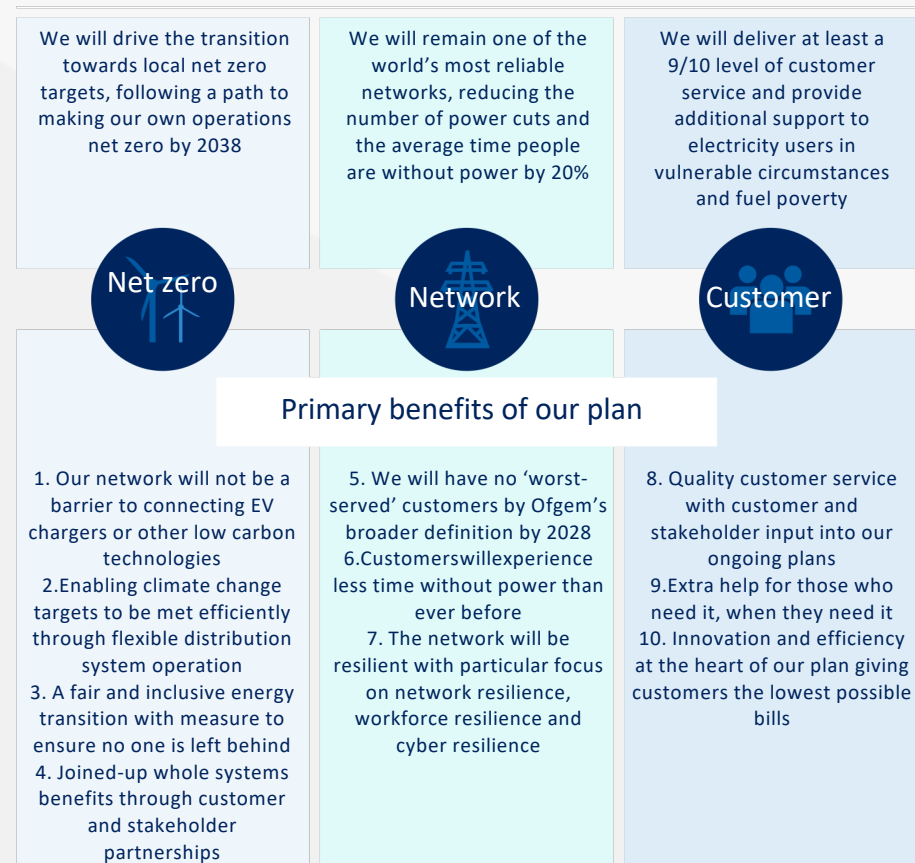 We will drive the transition
towards local net zero
targets, following a path to
making our own operations
net zero by 2038
We will remain one of the
world’s most reliable
networks, reducing the
number of power cuts and
the average time people
are without power by 20%
We will deliver at least a
9/10 level of customer
service and provide
additional support to
electricity users in
vulnerable circumstances
and fuel poverty
Net zero
Network
Customer
Primary benefits of our plan
1. Our network will not be a
barrier to connecting EV
chargers or other low carbon
technologies
2.Enabling climate change
targets to be met efficiently
through flexible distribution
system operation
3. A fair and inclusive energy
transition with measure to
ensure no one is left behind
4. Joined-up whole systems
benefits through customer
and stakeholder
partnerships
5. We will have no ‘worst-
served’ customers by Ofgem’s
broader definition by 2028
6.Customerswillexperience
less time without power than
ever before
7. The network will be
resilient with particular focus
on network resilience,
workforce resilience and
cyber resilience
8. Quality customer service
with customer and
stakeholder input into our
ongoing plans
9.Extra help for those who
need it, when they need it
10. Innovation and efficiency
at the heart of our plan giving
customers the lowest possible
bills